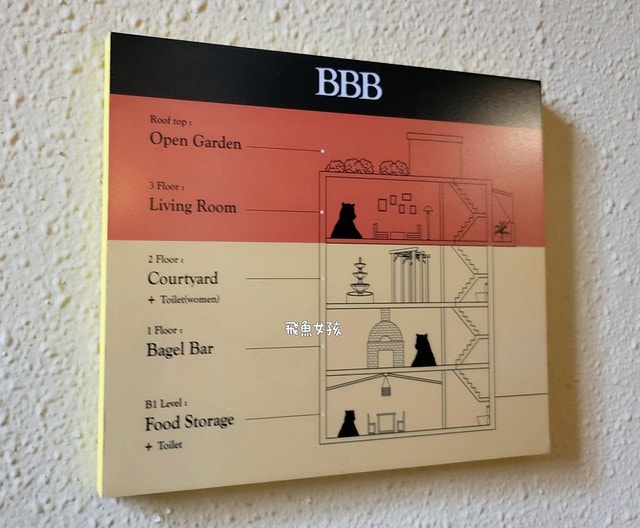 BBB
Roof top :
Open Garden
3 Floor :
Living Room
2 Floor :
Courtyard
+ Toilet(women)
飛魚女孩
1 Floor :
Bagel Bar
B1 Level :
Food Storage
+ Toilet